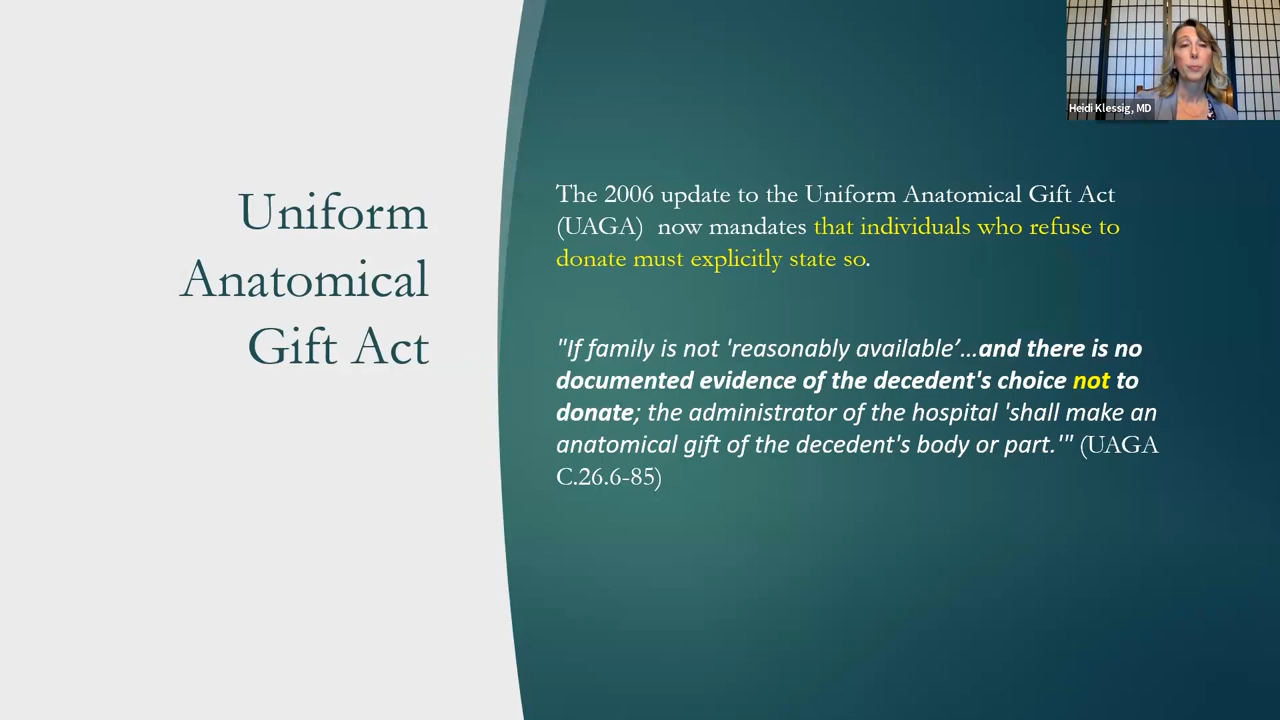 Heidi Klessig, MD
Uniform
Anatomical
Gift Act
The 2006 update to the Uniform Anatomical Gift Act
(UAGA)  now mandates that individuals who refuse to
donate must explicitly state so.
"If family is not 'reasonably available’...and there is no
documented evidence of the decedent's choice not to
donate; the administrator of the hospital 'shall make an
anatomical gift of the decedent's body or part.'" (UAGA
C.26.6-85)